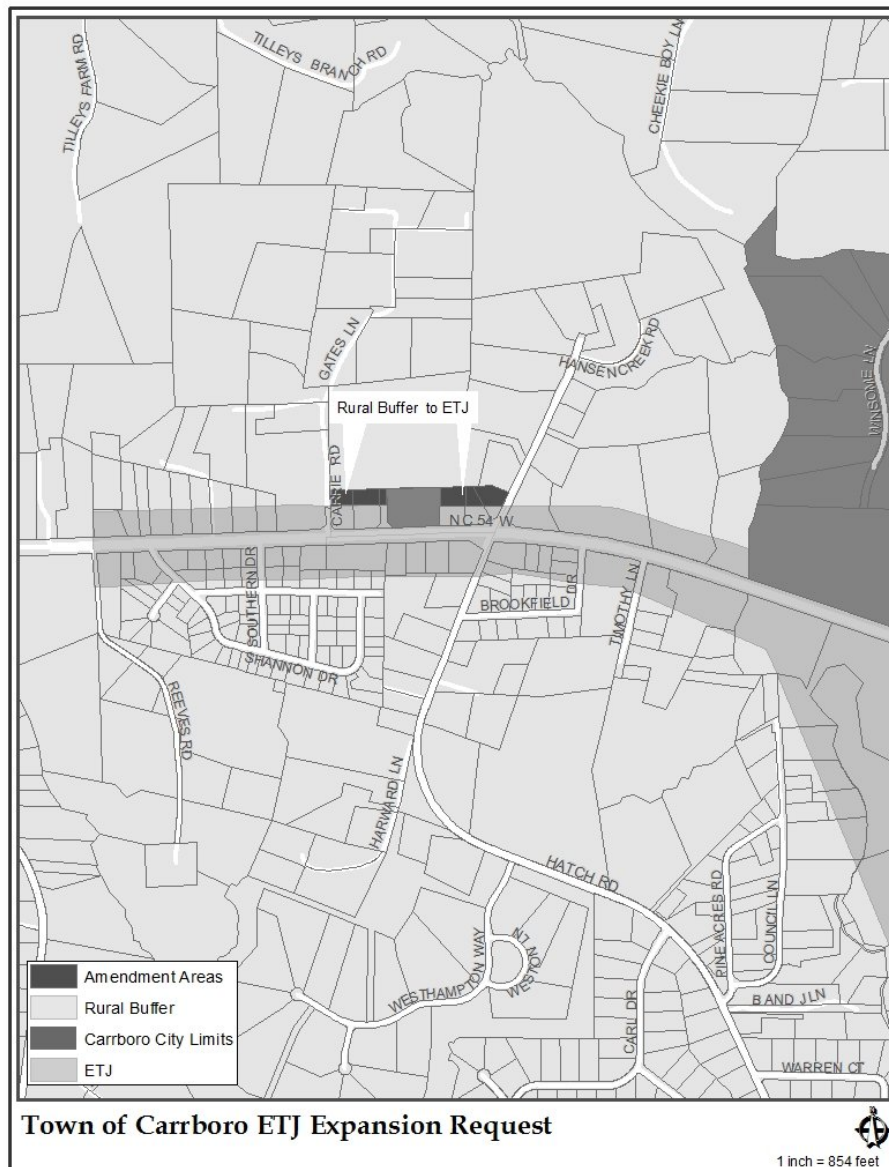 TILLEYS FARM RD
TILLEYS BRANCH RD
CHEEKIE BOY LN
GATES LN
HANSEN CREEK RD
WINSOME LN
Rural Buffer to ETJ
CARRIE RD
NC 54 W
SOUTHERN DR
BROOKFIELD DR
TIMOTHY LN
SHANNON DR
REEVES RD
HARWARD LN
HATCH RD
PINE ACRES RD
COUNCIL LN
WESTHAMPTON WAY
WESTON LN
CARL DR
B AND J LN
WARREN CT
Amendment Areas
Rural Buffer
Carrboro City Limits
ETJ
Town of Carrboro ETJ Expansion Request
1 inch = 854 feet